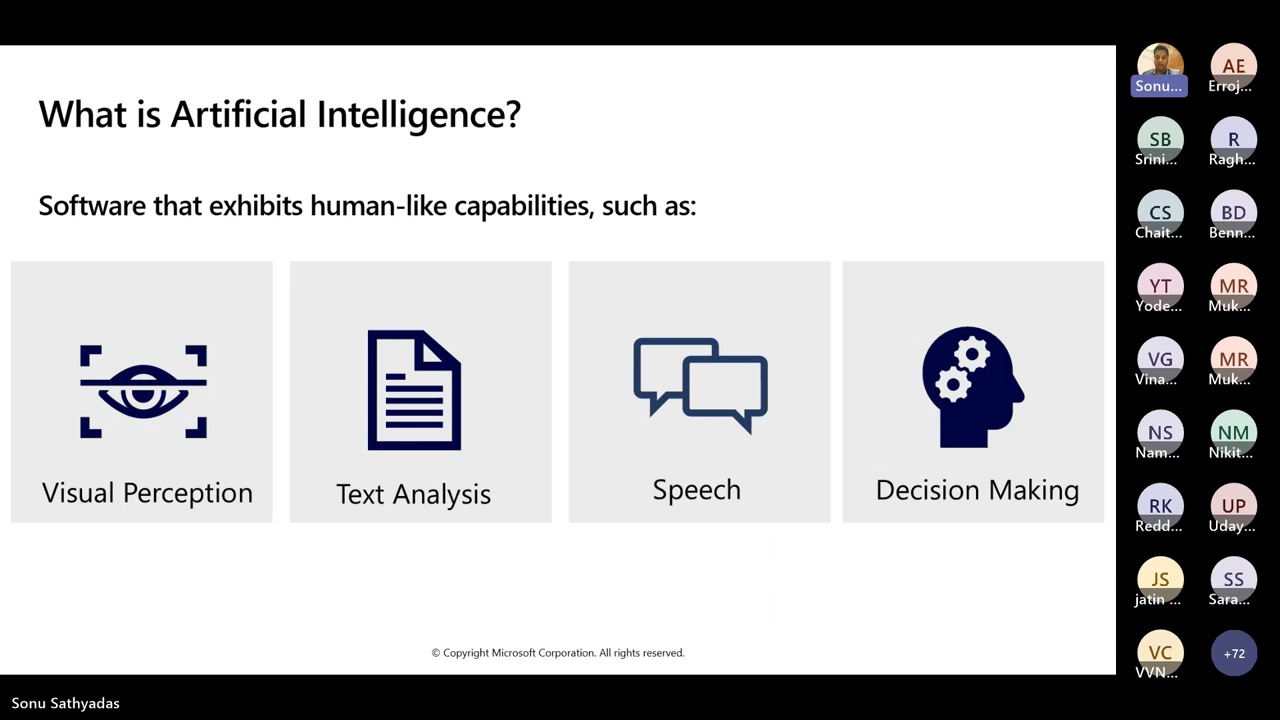 What is Artificial Intelligence?
Software that exhibits human-like capabilities, such as:
Visual Perception
Text Analysis
Speech
Decision Making
© Copyright Microsoft Corporation. All rights reserved.
Sonu...
AE
Erroj...
SB
Srini...
R
Ragh...
CS
Chait...
BD
Benn...
YT
Yode...
MR
Muk...
VG
Vina...
MR
Muk...
NS
Nam...
NM
Nikit...
RK
Redd...
UP
Uday...
JS
jatin ...
SS
Sara...
VC
VVN...
+72
Sonu Sathyadas